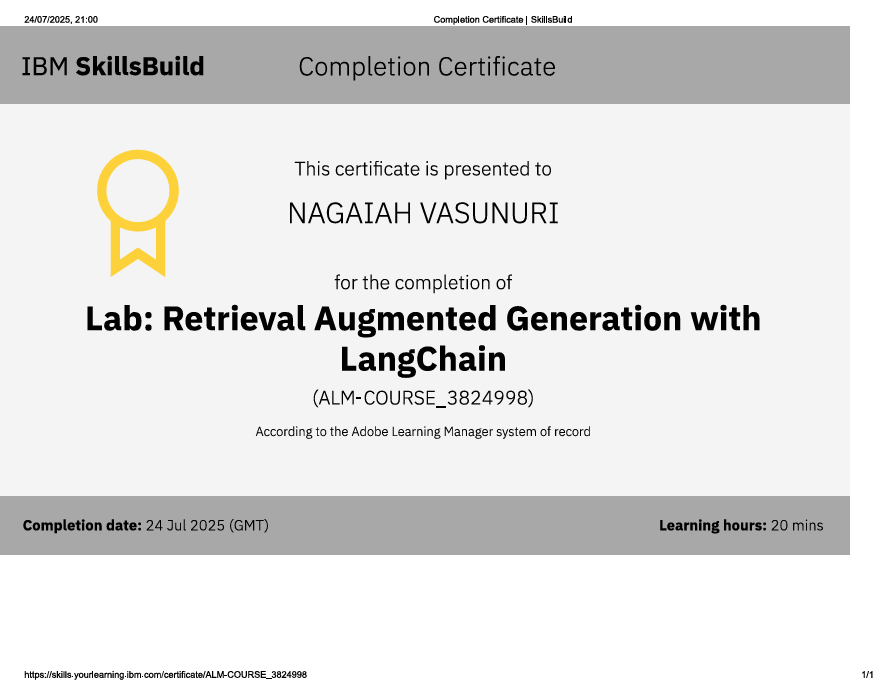 24/07/2025, 21:00 Completion Certificate | SkillsBuild
IBM SkillsBuild Completion Certificate
This certificate is presented to
NAGAIAH VASUNURI
for the completion of
Lab: Retrieval Augmented Generation with
LangChain
(ALM-COURSE_3824998)
According to the Adobe Learning Manager system of record
Completion date: 24 Jul 2025 (GMT) Learning hours: 20 mins
https://skills.yourlearning.ibm.com/certificate/ALM-COURSE_3824998 1/1